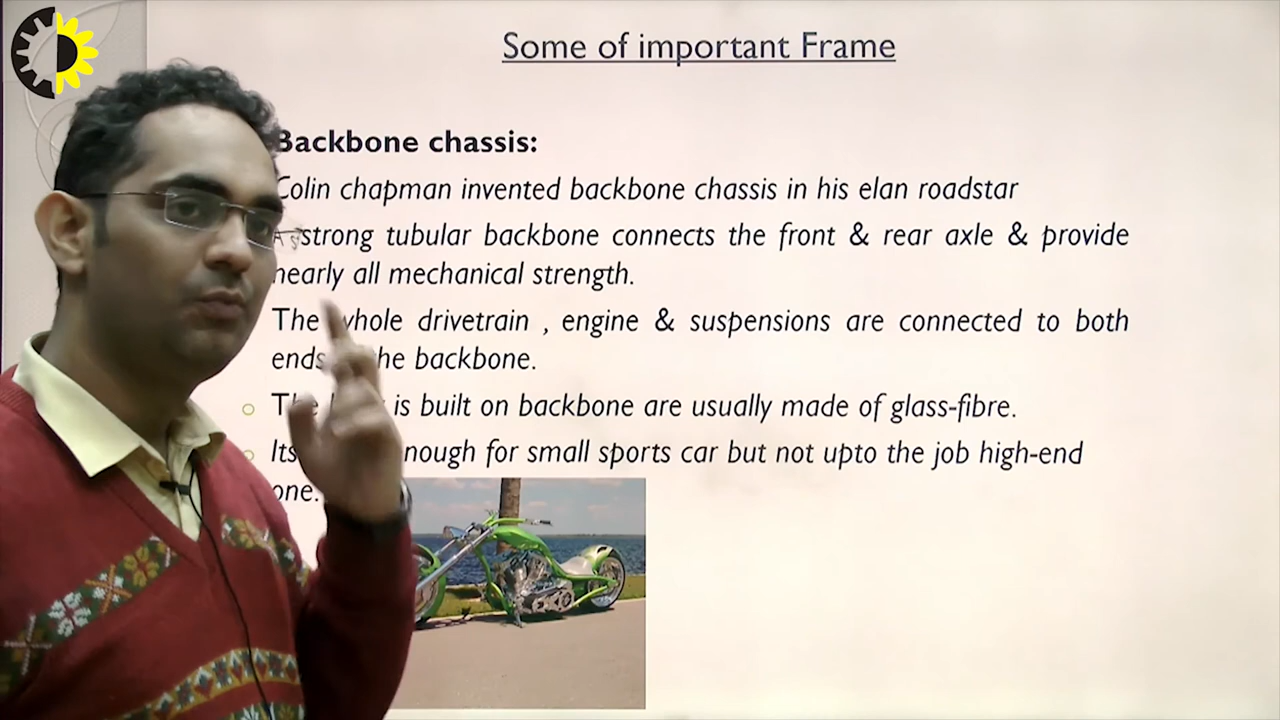 Some of important Frame
Backbone chassis:
Colin chapman invented backbone chassis in his elan roadstar
strong tubular backbone connects the front & rear axle & provide
nearly all mechanical strength.
The whole drivetrain , engine & suspensions are connected to both
ends the backbone.
The is built on backbone are usually made of glass-fibre.
Its for small sports car but not upto the job high-end
one.